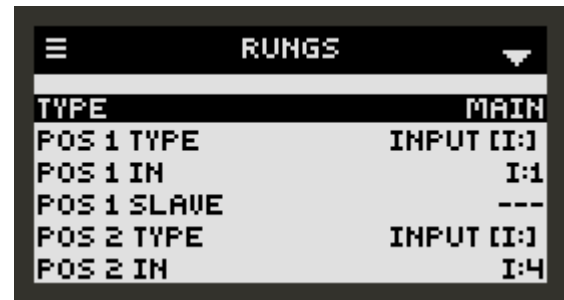 RUNGS
TYPE MAIN
POS 1 TYPE INPUT [I:]
POS 1 IN I:1
POS 1 SLAVE ---
POS 2 TYPE INPUT [I:]
POS 2 IN I:4